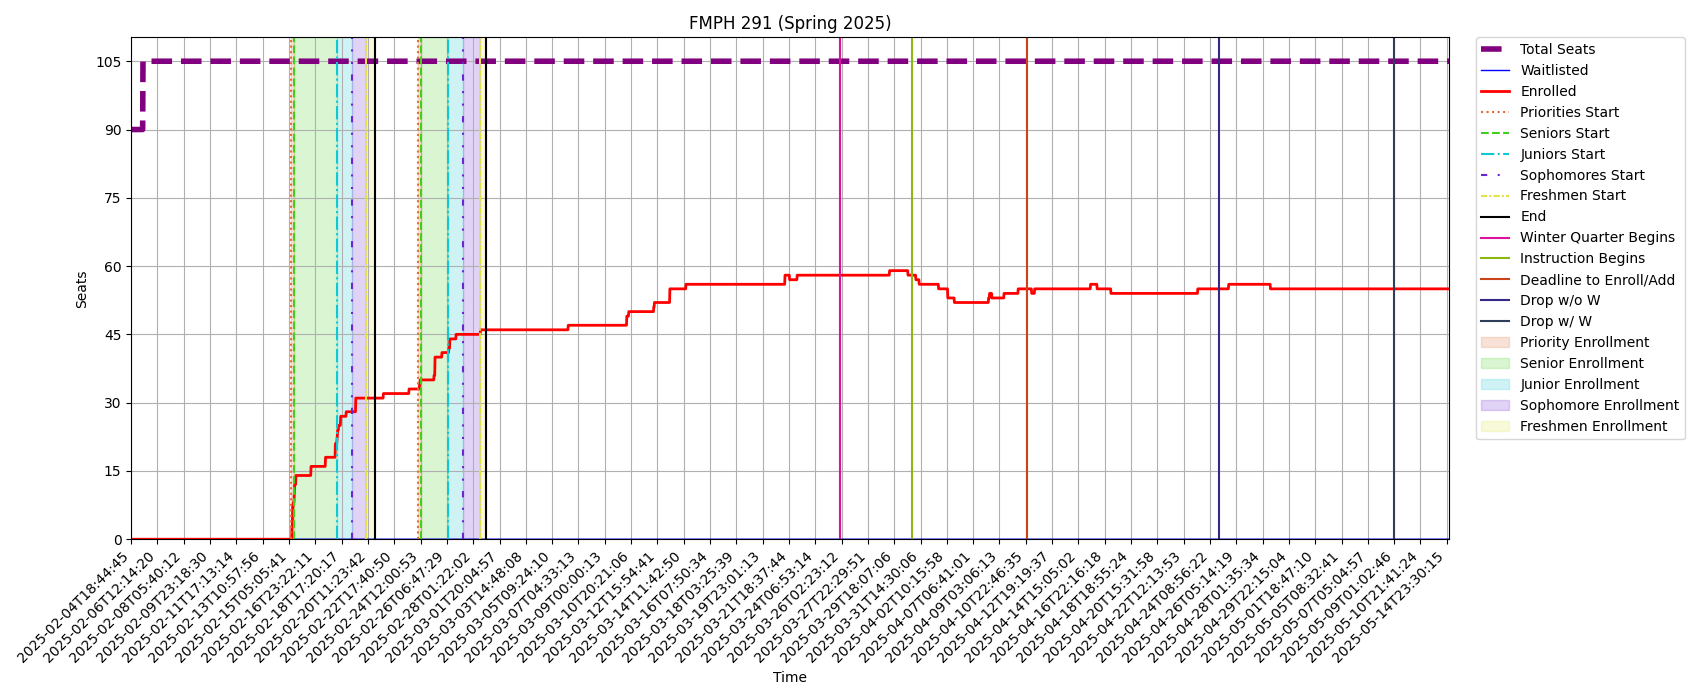 FMPH 291 (Spring 2025)
Seats
105
90
75
60
45
30
15
0
2025-02-04T18:44:45
2025-02-06T12:14:20
2025-02-08T05:40:12
2025-02-09T23:18:30
2025-02-11T17:13:14
2025-02-13T10:57:56
2025-02-15T05:05:41
2025-02-16T23:22:11
2025-02-18T17:20:17
2025-02-20T11:23:42
2025-02-22T17:40:50
2025-02-24T12:00:53
2025-02-26T06:47:29
2025-02-28T01:22:02
2025-03-01T20:04:57
2025-03-03T14:48:08
2025-03-05T09:24:10
2025-03-07T04:33:13
2025-03-09T00:00:13
2025-03-10T20:21:06
2025-03-12T15:54:41
2025-03-14T11:42:50
2025-03-16T07:50:34
2025-03-18T03:25:39
2025-03-19T23:01:13
2025-03-21T18:37:44
2025-03-24T06:53:14
2025-03-26T02:23:12
2025-03-27T22:29:51
2025-03-29T18:07:06
2025-03-31T14:30:06
2025-04-02T10:15:58
2025-04-07T06:41:01
2025-04-09T03:06:13
2025-04-10T22:46:35
2025-04-12T19:19:37
2025-04-14T15:05:02
2025-04-16T22:16:18
2025-04-18T18:55:24
2025-04-20T15:31:58
2025-04-22T12:13:53
2025-04-24T08:56:22
2025-04-26T05:14:19
2025-04-28T01:35:34
2025-04-29T22:15:04
2025-05-01T18:47:10
2025-05-05T08:32:41
2025-05-07T05:04:57
2025-05-09T01:02:46
2025-05-10T21:41:24
2025-05-14T23:30:15
Time
Total Seats
Waitlisted
Enrolled
Priorities Start
Seniors Start
Juniors Start
Sophomores Start
Freshmen Start
End
Winter Quarter Begins
Instruction Begins
Deadline to Enroll/Add
Drop w/o W
Drop w/ W
Priority Enrollment
Senior Enrollment
Junior Enrollment
Sophomore Enrollment
Freshmen Enrollment